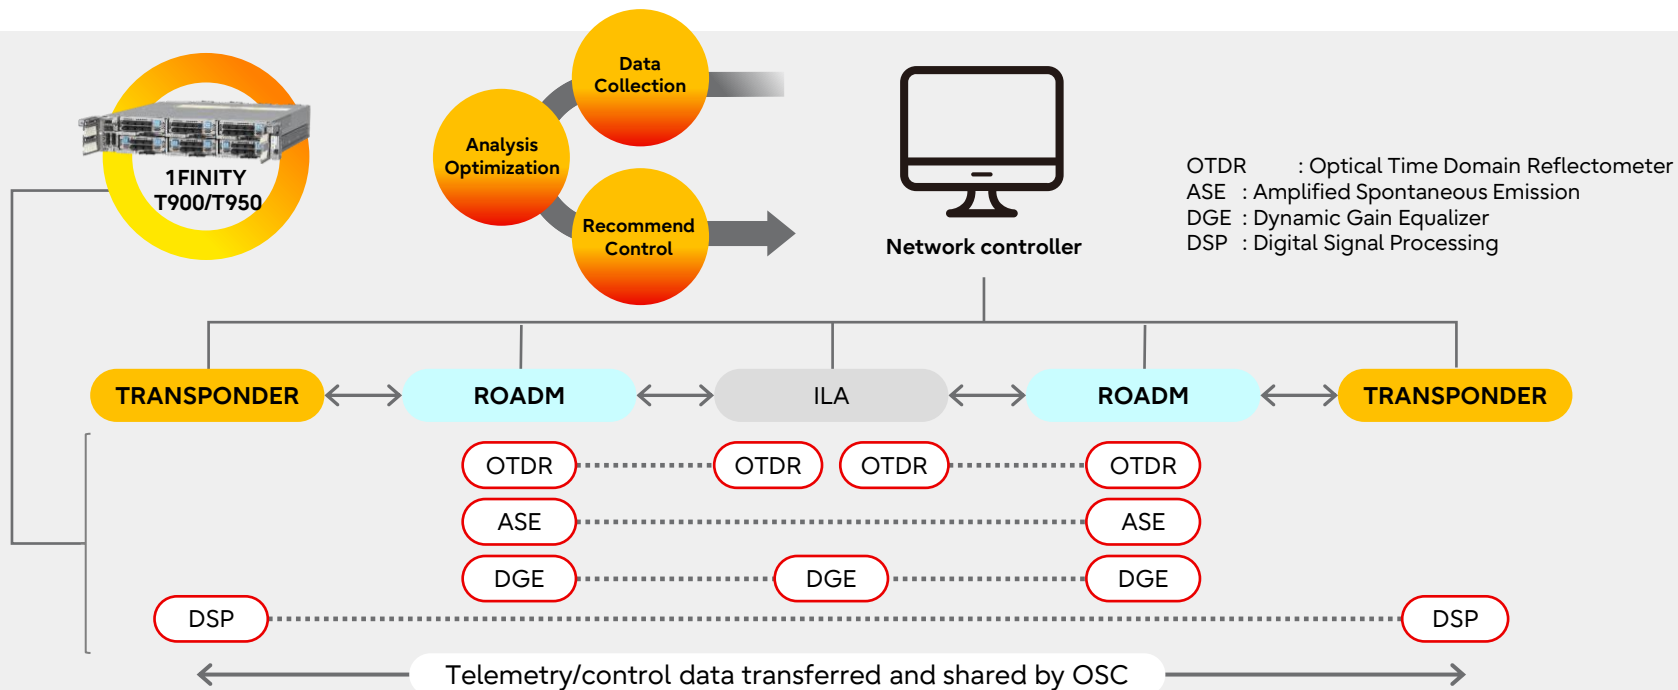 Data
Collection
Analysis
Optimization
Recommend
Control
1FINITY
T900/T950
Network controller
OTDR : Optical Time Domain Reflectometer
ASE : Amplified Spontaneous Emission
DGE : Dynamic Gain Equalizer
DSP : Digital Signal Processing
TRANSPONDER ROADM ILA ROADM TRANSPONDER
OTDR OTDR OTDR OTDR
ASE ASE
DGE DGE DGE
DSP DSP
Telemetry/control data transferred and shared by OSC